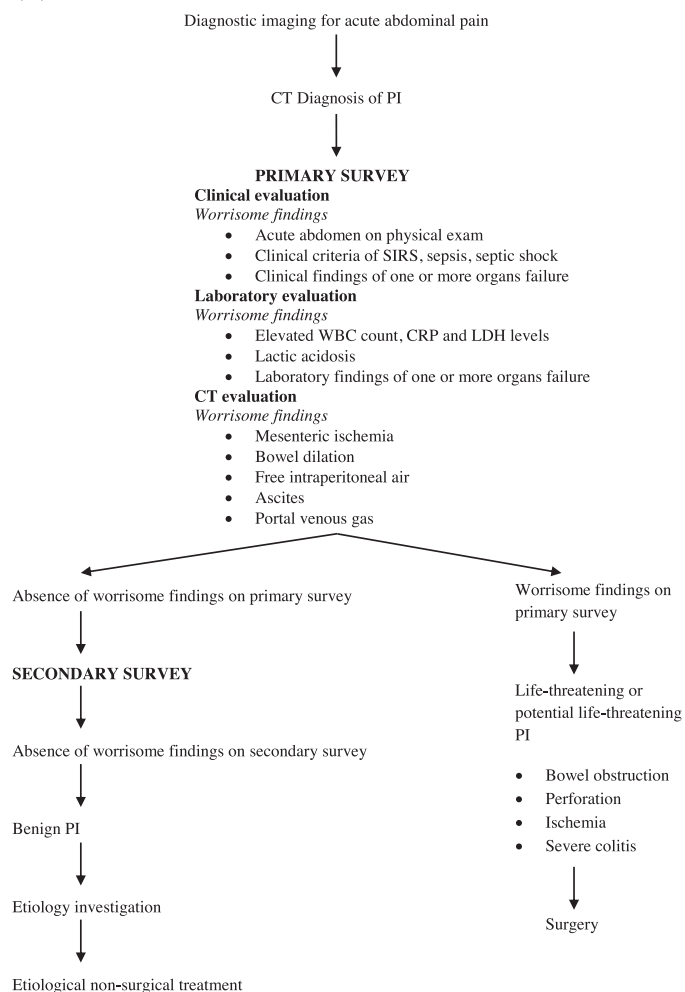 Diagnostic imaging for acute abdominal pain
CT Diagnosis of PI
PRIMARY SURVEY
Clinical evaluation
Worrisome findings
• Acute abdomen on physical exam
• Clinical criteria of SIRS, sepsis, septic shock
• Clinical findings of one or more organs failure
Laboratory evaluation
Worrisome findings
• Elevated WBC count, CRP and LDH levels
• Lactic acidosis
• Laboratory findings of one or more organs failure
CT evaluation
Worrisome findings
• Mesenteric ischemia
• Bowel dilation
• Free intraperitoneal air
• Ascites
• Portal venous gas
Absence of worrisome findings on primary survey
SECONDARY SURVEY
Absence of worrisome findings on secondary survey
Benign PI
Etiology investigation
Etiological non-surgical treatment
Worrisome findings on
primary survey
Life-threatening or
potential life-threatening
PI
• Bowel obstruction
• Perforation
• Ischemia
• Severe colitis
Surgery